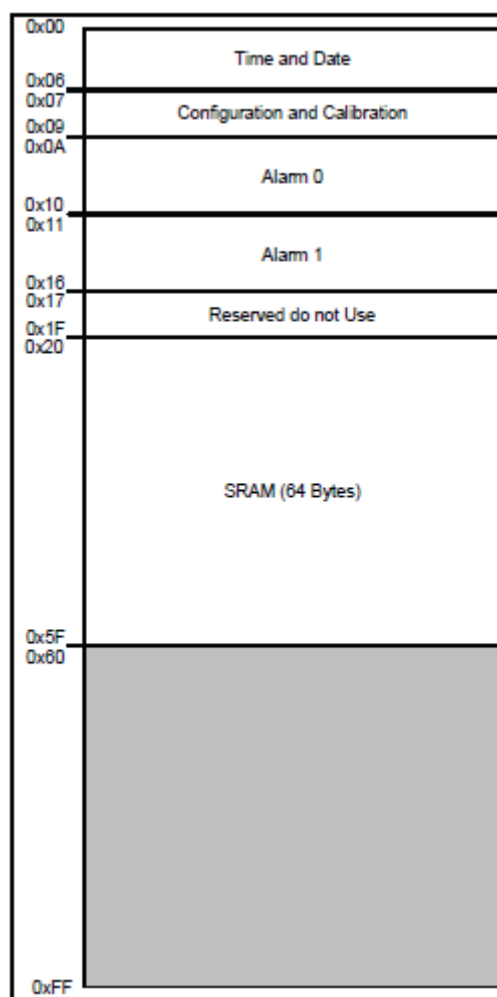 0x00
Time and Date
0x06
0x07
Configuration and Calibration
0x09
0x0A
Alarm 0
0x10
0x11
Alarm 1
0x16
0x17
Reserved do not Use
0x1F
0x20
SRAM (64 Bytes)
0x5F
0x60
0xFF